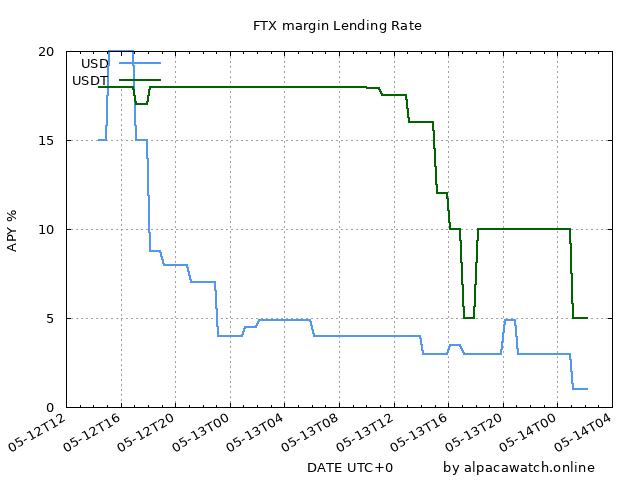 FTX margin Lending Rate
USD
USDT
20
15
10
5
0
APY %
05-12T12
05-12T16
05-12T20
05-13T00
05-13T04
05-13T08
05-13T12
05-13T16
05-13T20
05-14T00
05-14T04
DATE UTC+0
by alpacawatch.online